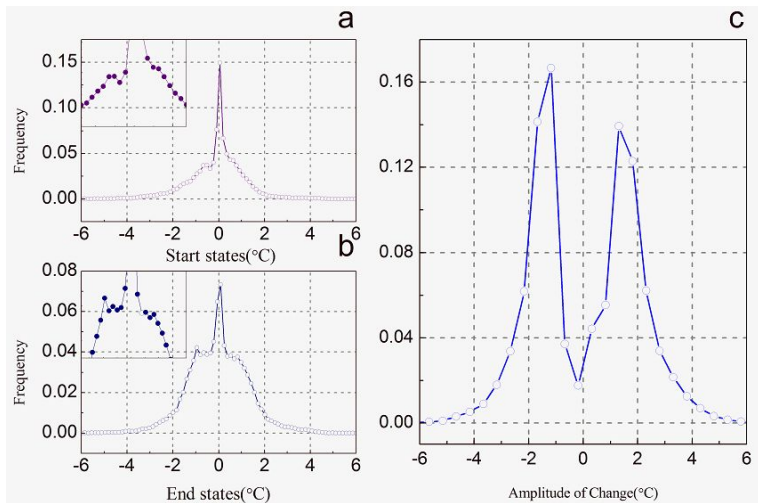 a
0.15
0.10
0.05
0.00
Frequency
-6 -4 -2 0 2 4 6
Start states(°C)
b
0.08
0.06
0.04
0.02
0.00
Frequency
-6 -4 -2 0 2 4 6
End states(°C)
c
0.16
0.12
0.08
0.04
0.00
-6 -4 -2 0 2 4 6
Amplitude of Change(°C)